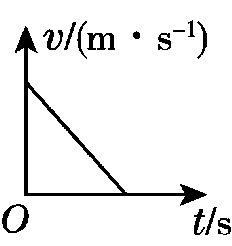 v/(m · s⁻¹)
O
t/s